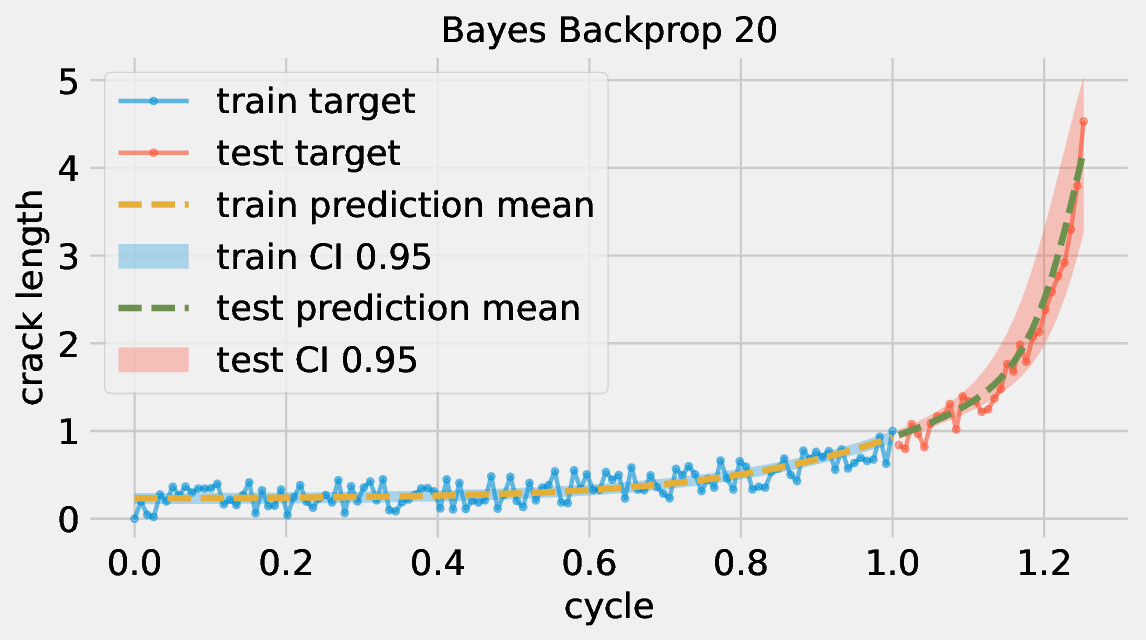 Bayes Backprop 20
train target
test target
train prediction mean
train CI 0.95
test prediction mean
test CI 0.95
crack length
5
4
3
2
1
0
0.0 0.2 0.4 0.6 0.8 1.0 1.2
cycle